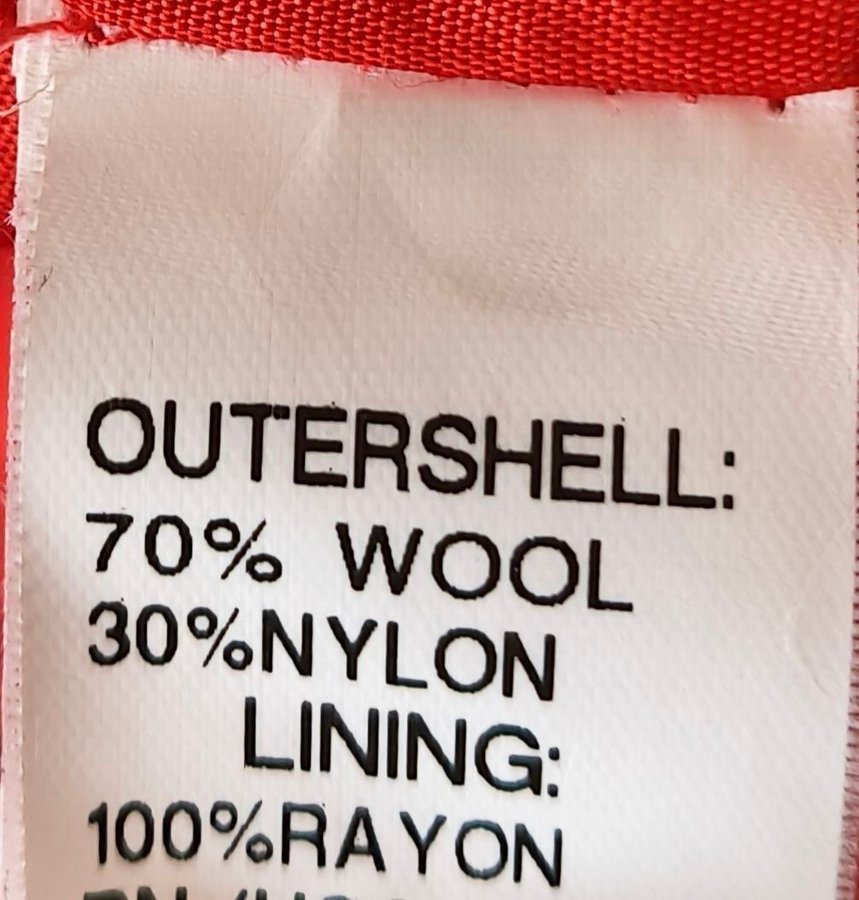 OUTERSHELL:
70% WOOL
30%NYLON
LINING:
100%RAYON